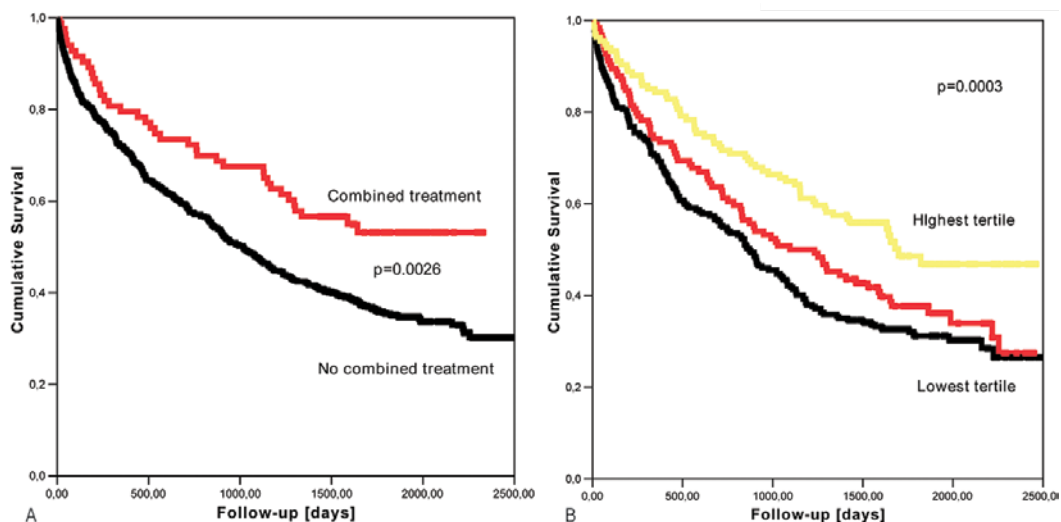 1,0
0,8
0,6
0,4
0,2
0,0
Cumulative Survival
Combined treatment
p=0.0026
No combined treatment
0,00 500,00 1000,00 1500,00 2000,00 2500,00
Follow-up [days]
A
1,0
0,8
0,6
0,4
0,2
0,0
Cumulative Survival
p=0.0003
HIghest tertile
Lowest tertile
0,00 500,00 1000,00 1500,00 2000,00 2500,00
Follow-up [days]
B